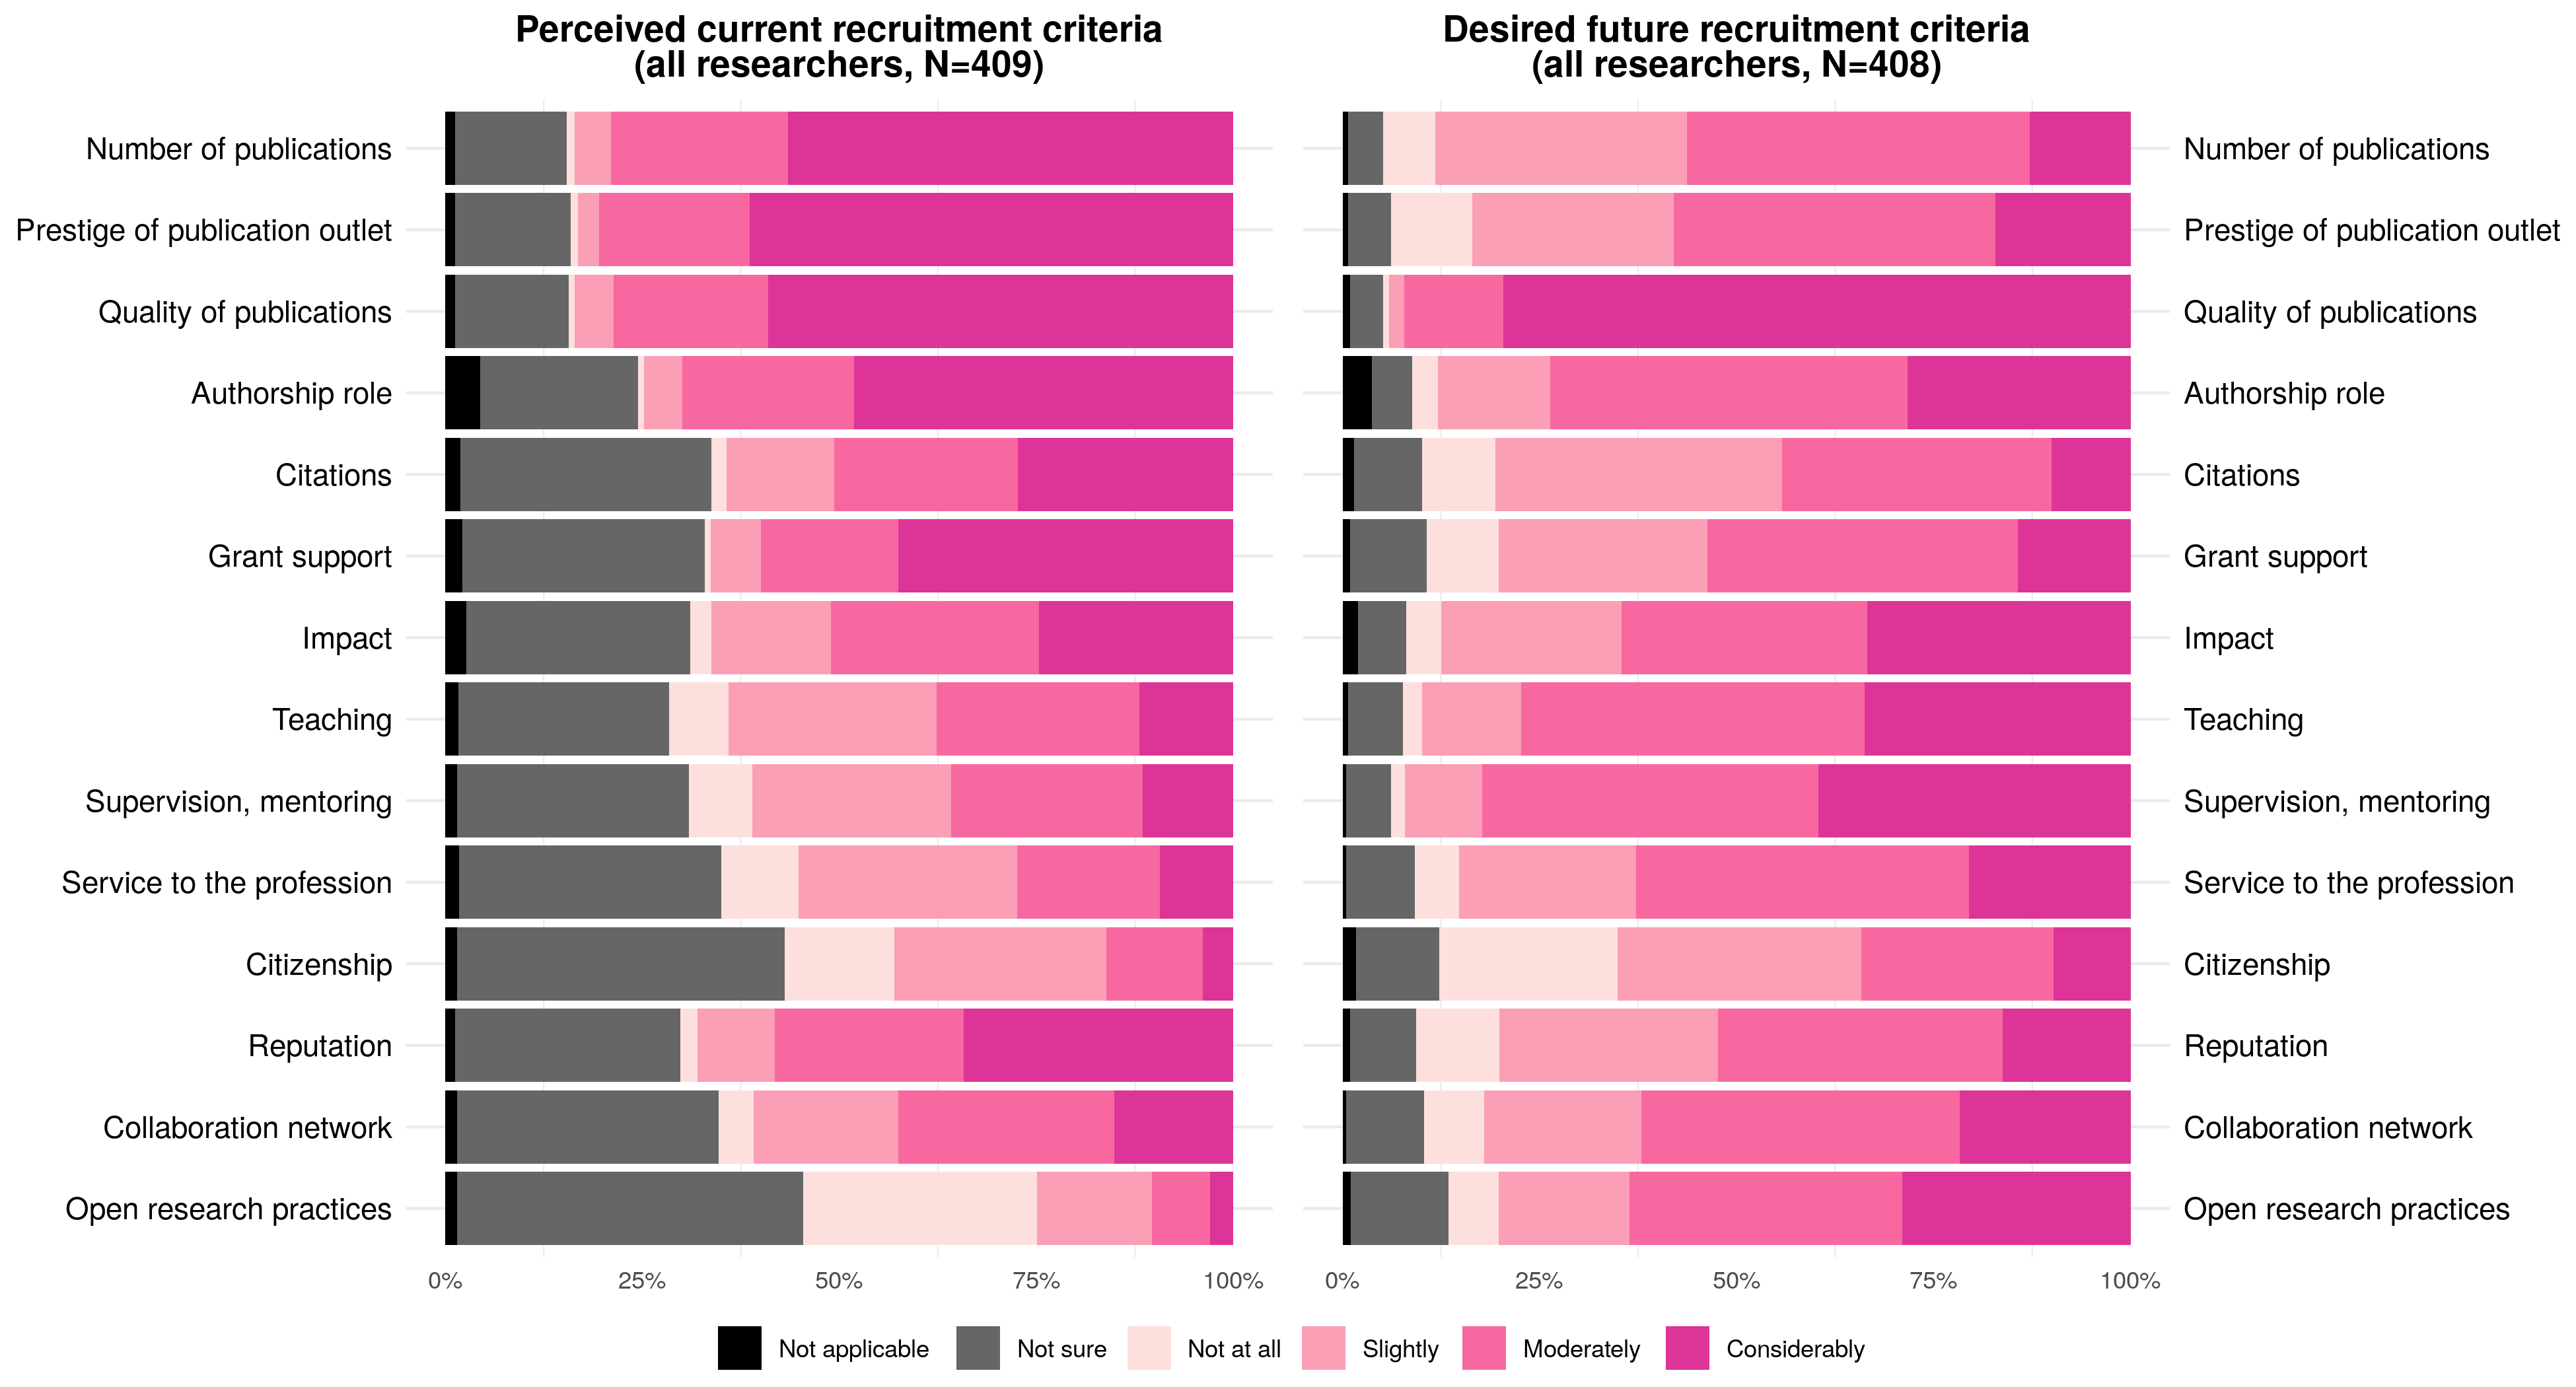 Perceived current recruitment criteria
(all researchers, N=409)
Desired future recruitment criteria
(all researchers, N=408)
Number of publications
Number of publications
Prestige of publication outlet
Prestige of publication outlet
Quality of publications
Quality of publications
Authorship role
Authorship role
Citations
Citations
Grant support
Grant support
Impact
Impact
Teaching
Teaching
Supervision, mentoring
Supervision, mentoring
Service to the profession
Service to the profession
Citizenship
Citizenship
Reputation
Reputation
Collaboration network
Collaboration network
Open research practices
Open research practices
0% 25% 50% 75% 100%
0% 25% 50% 75% 100%
Not applicable Not sure Not at all Slightly Moderately Considerably